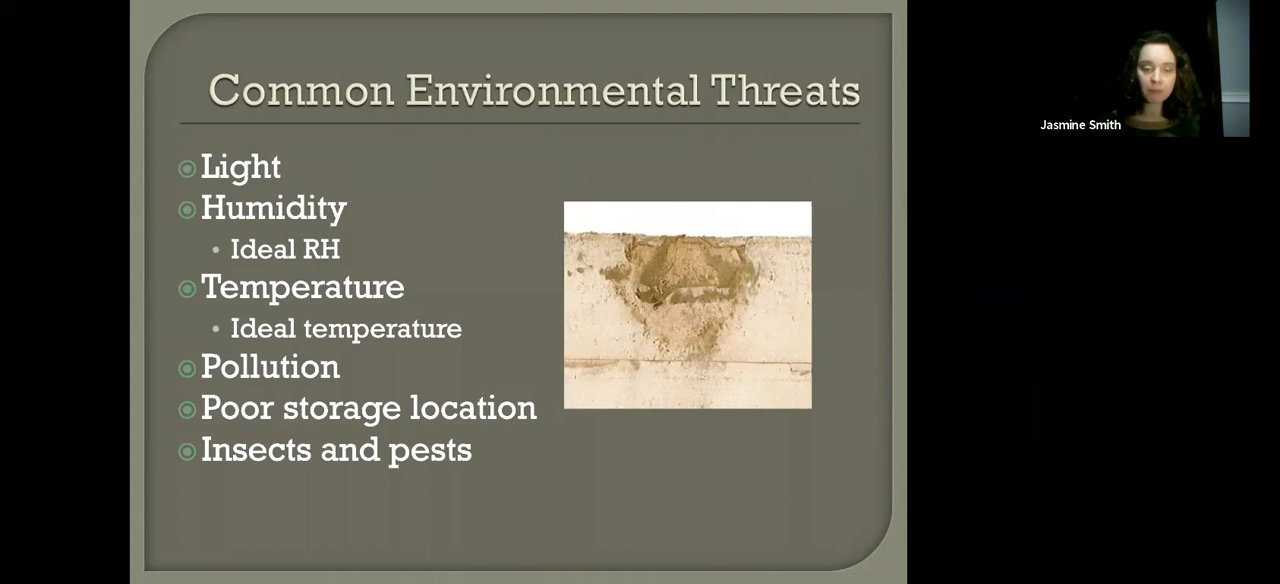 Common Environmental Threats
Light
Humidity
Ideal RH
Temperature
Ideal temperature
Pollution
Poor storage location
Insects and pests
Jasmine Smith